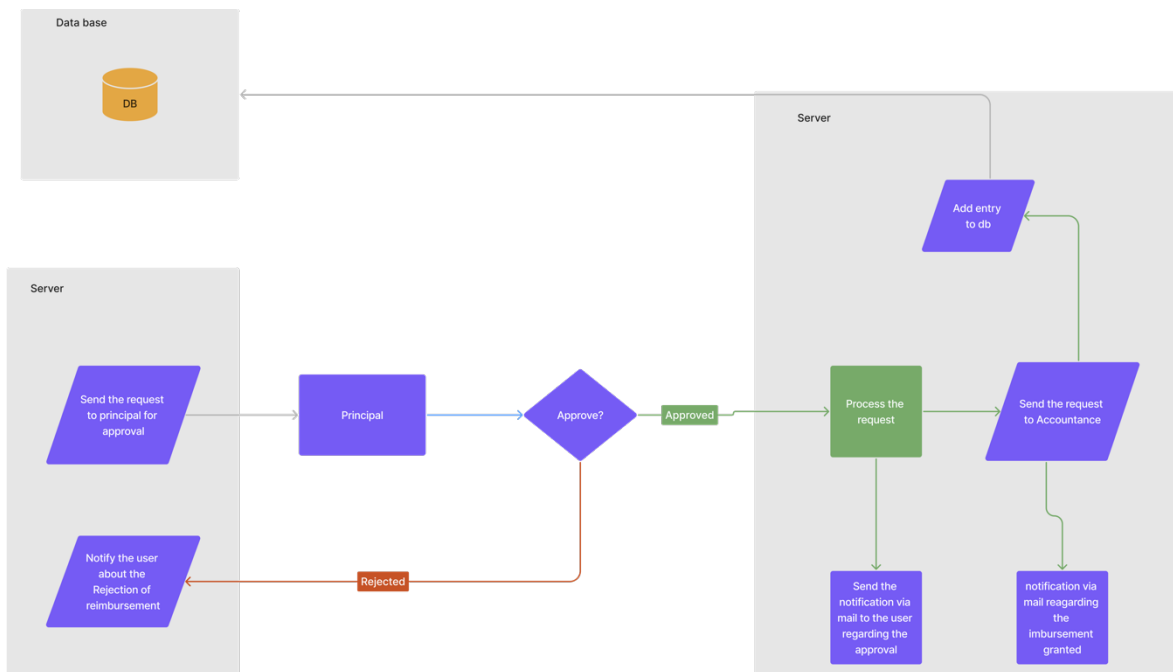 Data base
DB
Server
Add entry
to db
Server
Send the request
to principal for
approval
Principal
Approve?
Approved
Process the
request
Send the request
to Accountance
Notify the user
about the
Rejection of
reimbursement
Rejected
Send the
notification via
mail to the user
regarding the
approval
notification via
mail reagarding
the
imbursement
granted